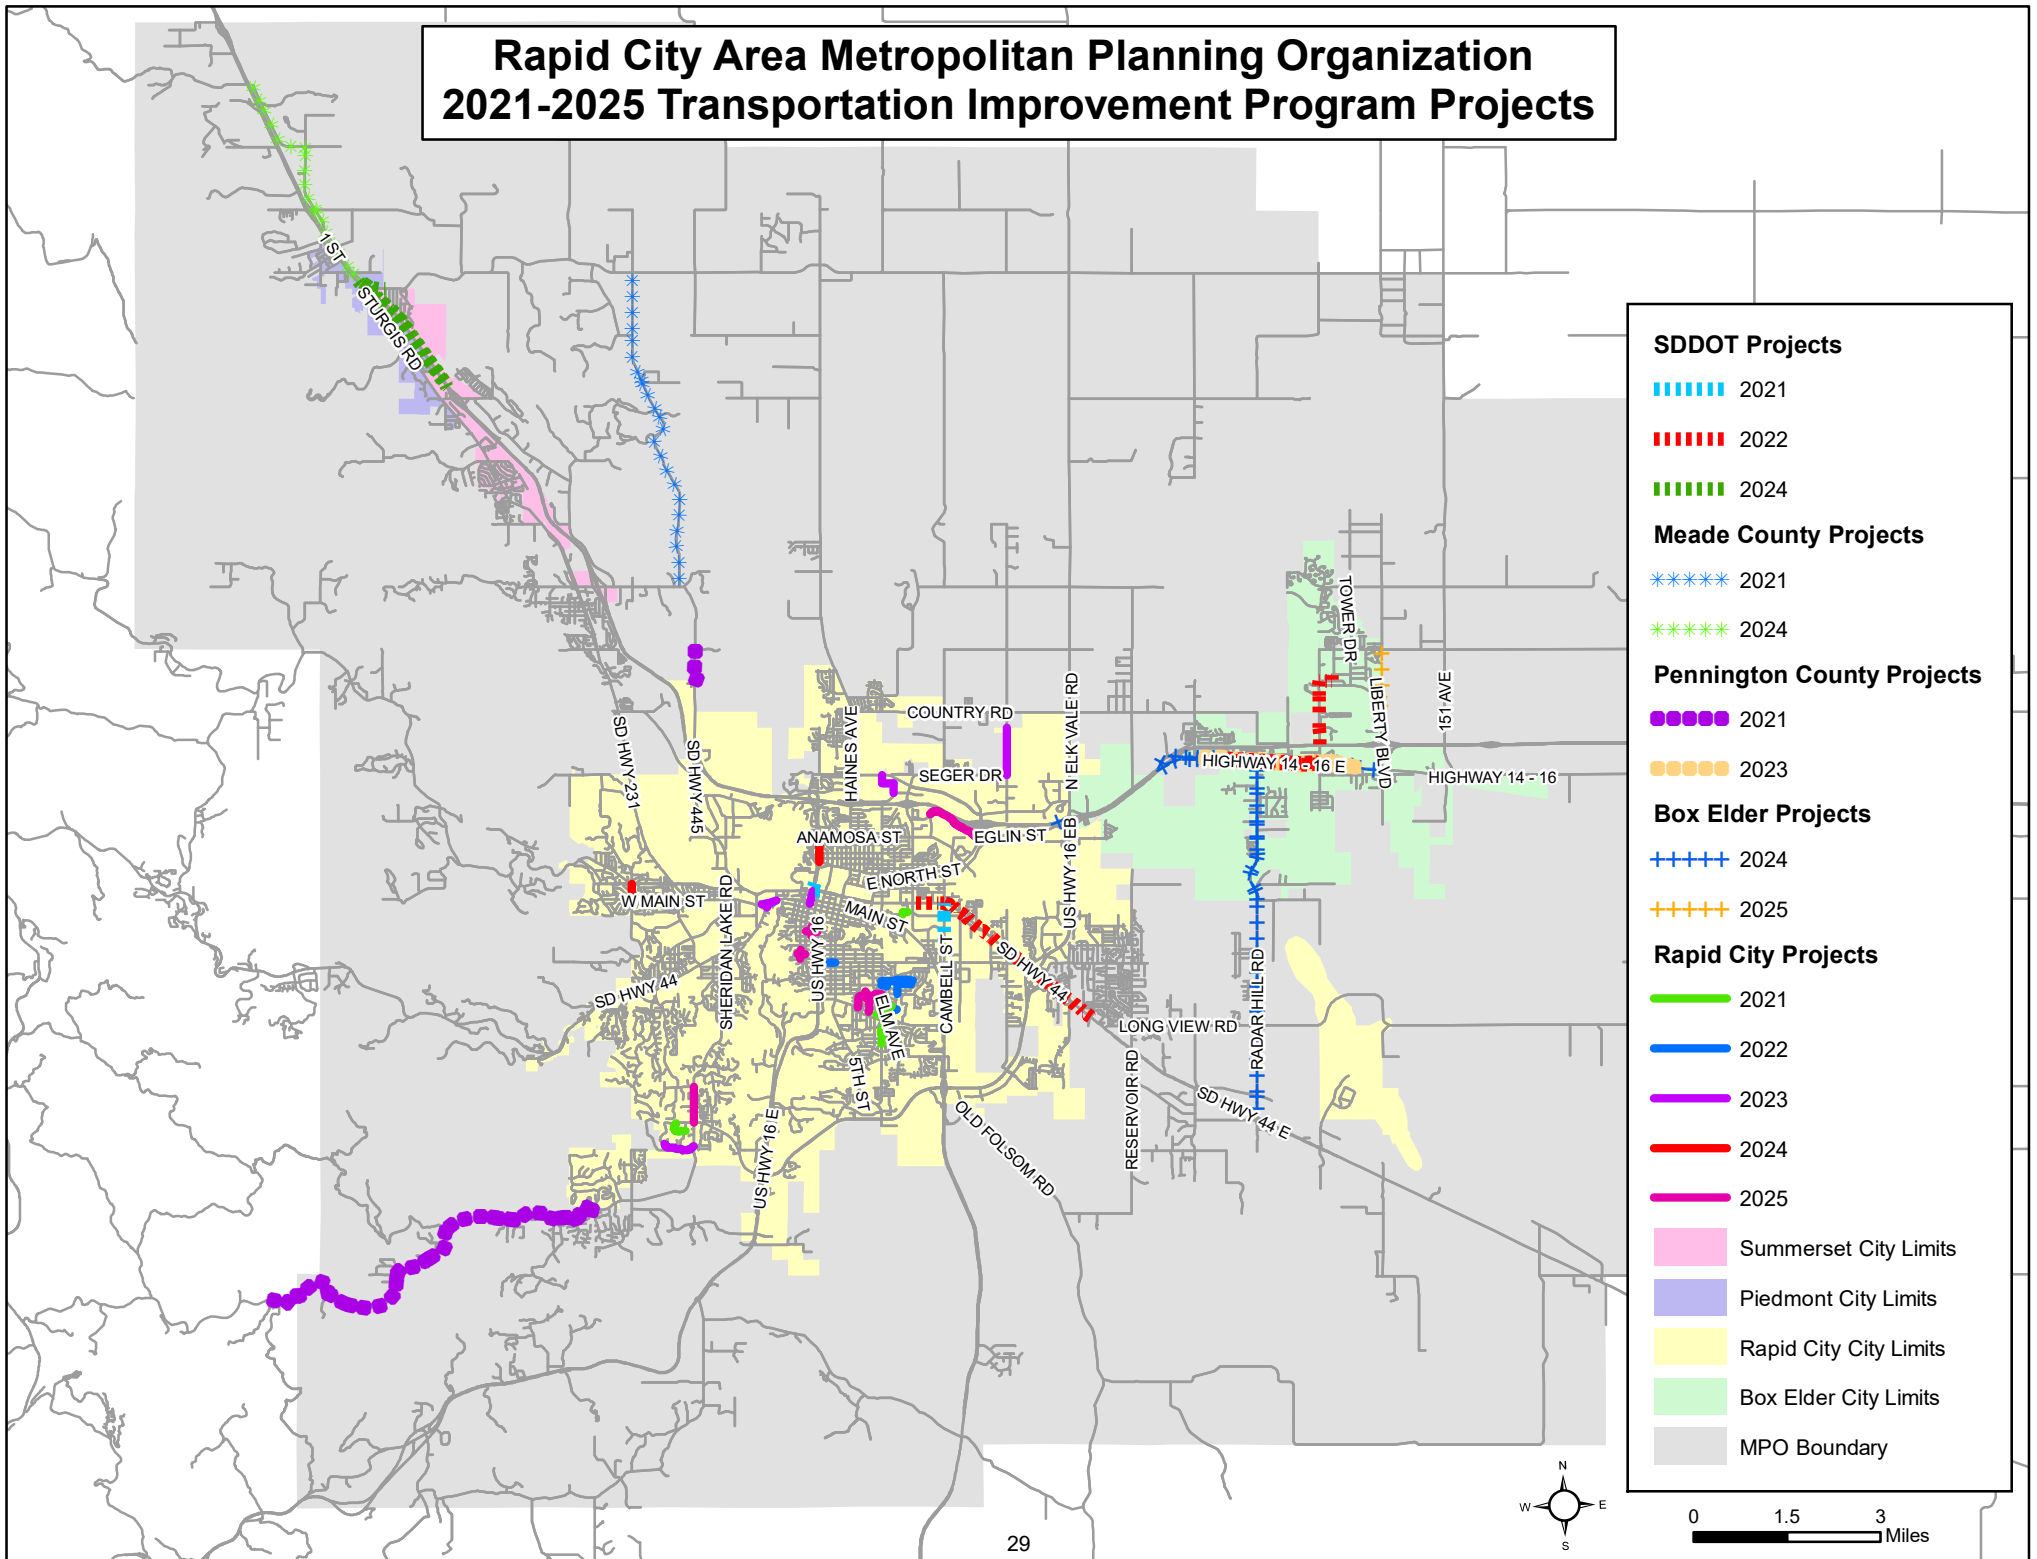 Rapid City Area Metropolitan Planning Organization
2021-2025 Transportation Improvement Program Projects
1 ST
STURGIS RD
SD HWY 231
SD HWY 445
HAINES AVE
COUNTRY RD
SEGER DR
N ELK VALE RD
TOWER DR
LIBERTY BLVD
151 AVE
HIGHWAY 14 - 16 E
HIGHWAY 14 - 16
ANAMOSA ST
EGLIN ST
E NORTH ST
US HWY 16 EB
W MAIN ST
MAIN ST
SHERIDAN LAKE RD
US HWY 16
CAMBELL ST
SD HWY 44
SD HWY 44
ELM AVE
5TH ST
LONG VIEW RD
RADAR HILL RD
RESERVOIR RD
SD HWY 44 E
OLD FOLSOM RD
US HWY 16 E
SDDOT Projects
2021
2022
2024
Meade County Projects
2021
2024
Pennington County Projects
2021
2023
Box Elder Projects
2024
2025
Rapid City Projects
2021
2022
2023
2024
2025
Summerset City Limits
Piedmont City Limits
Rapid City City Limits
Box Elder City Limits
MPO Boundary
N
W
E
S
0
1.5
3
Miles
29